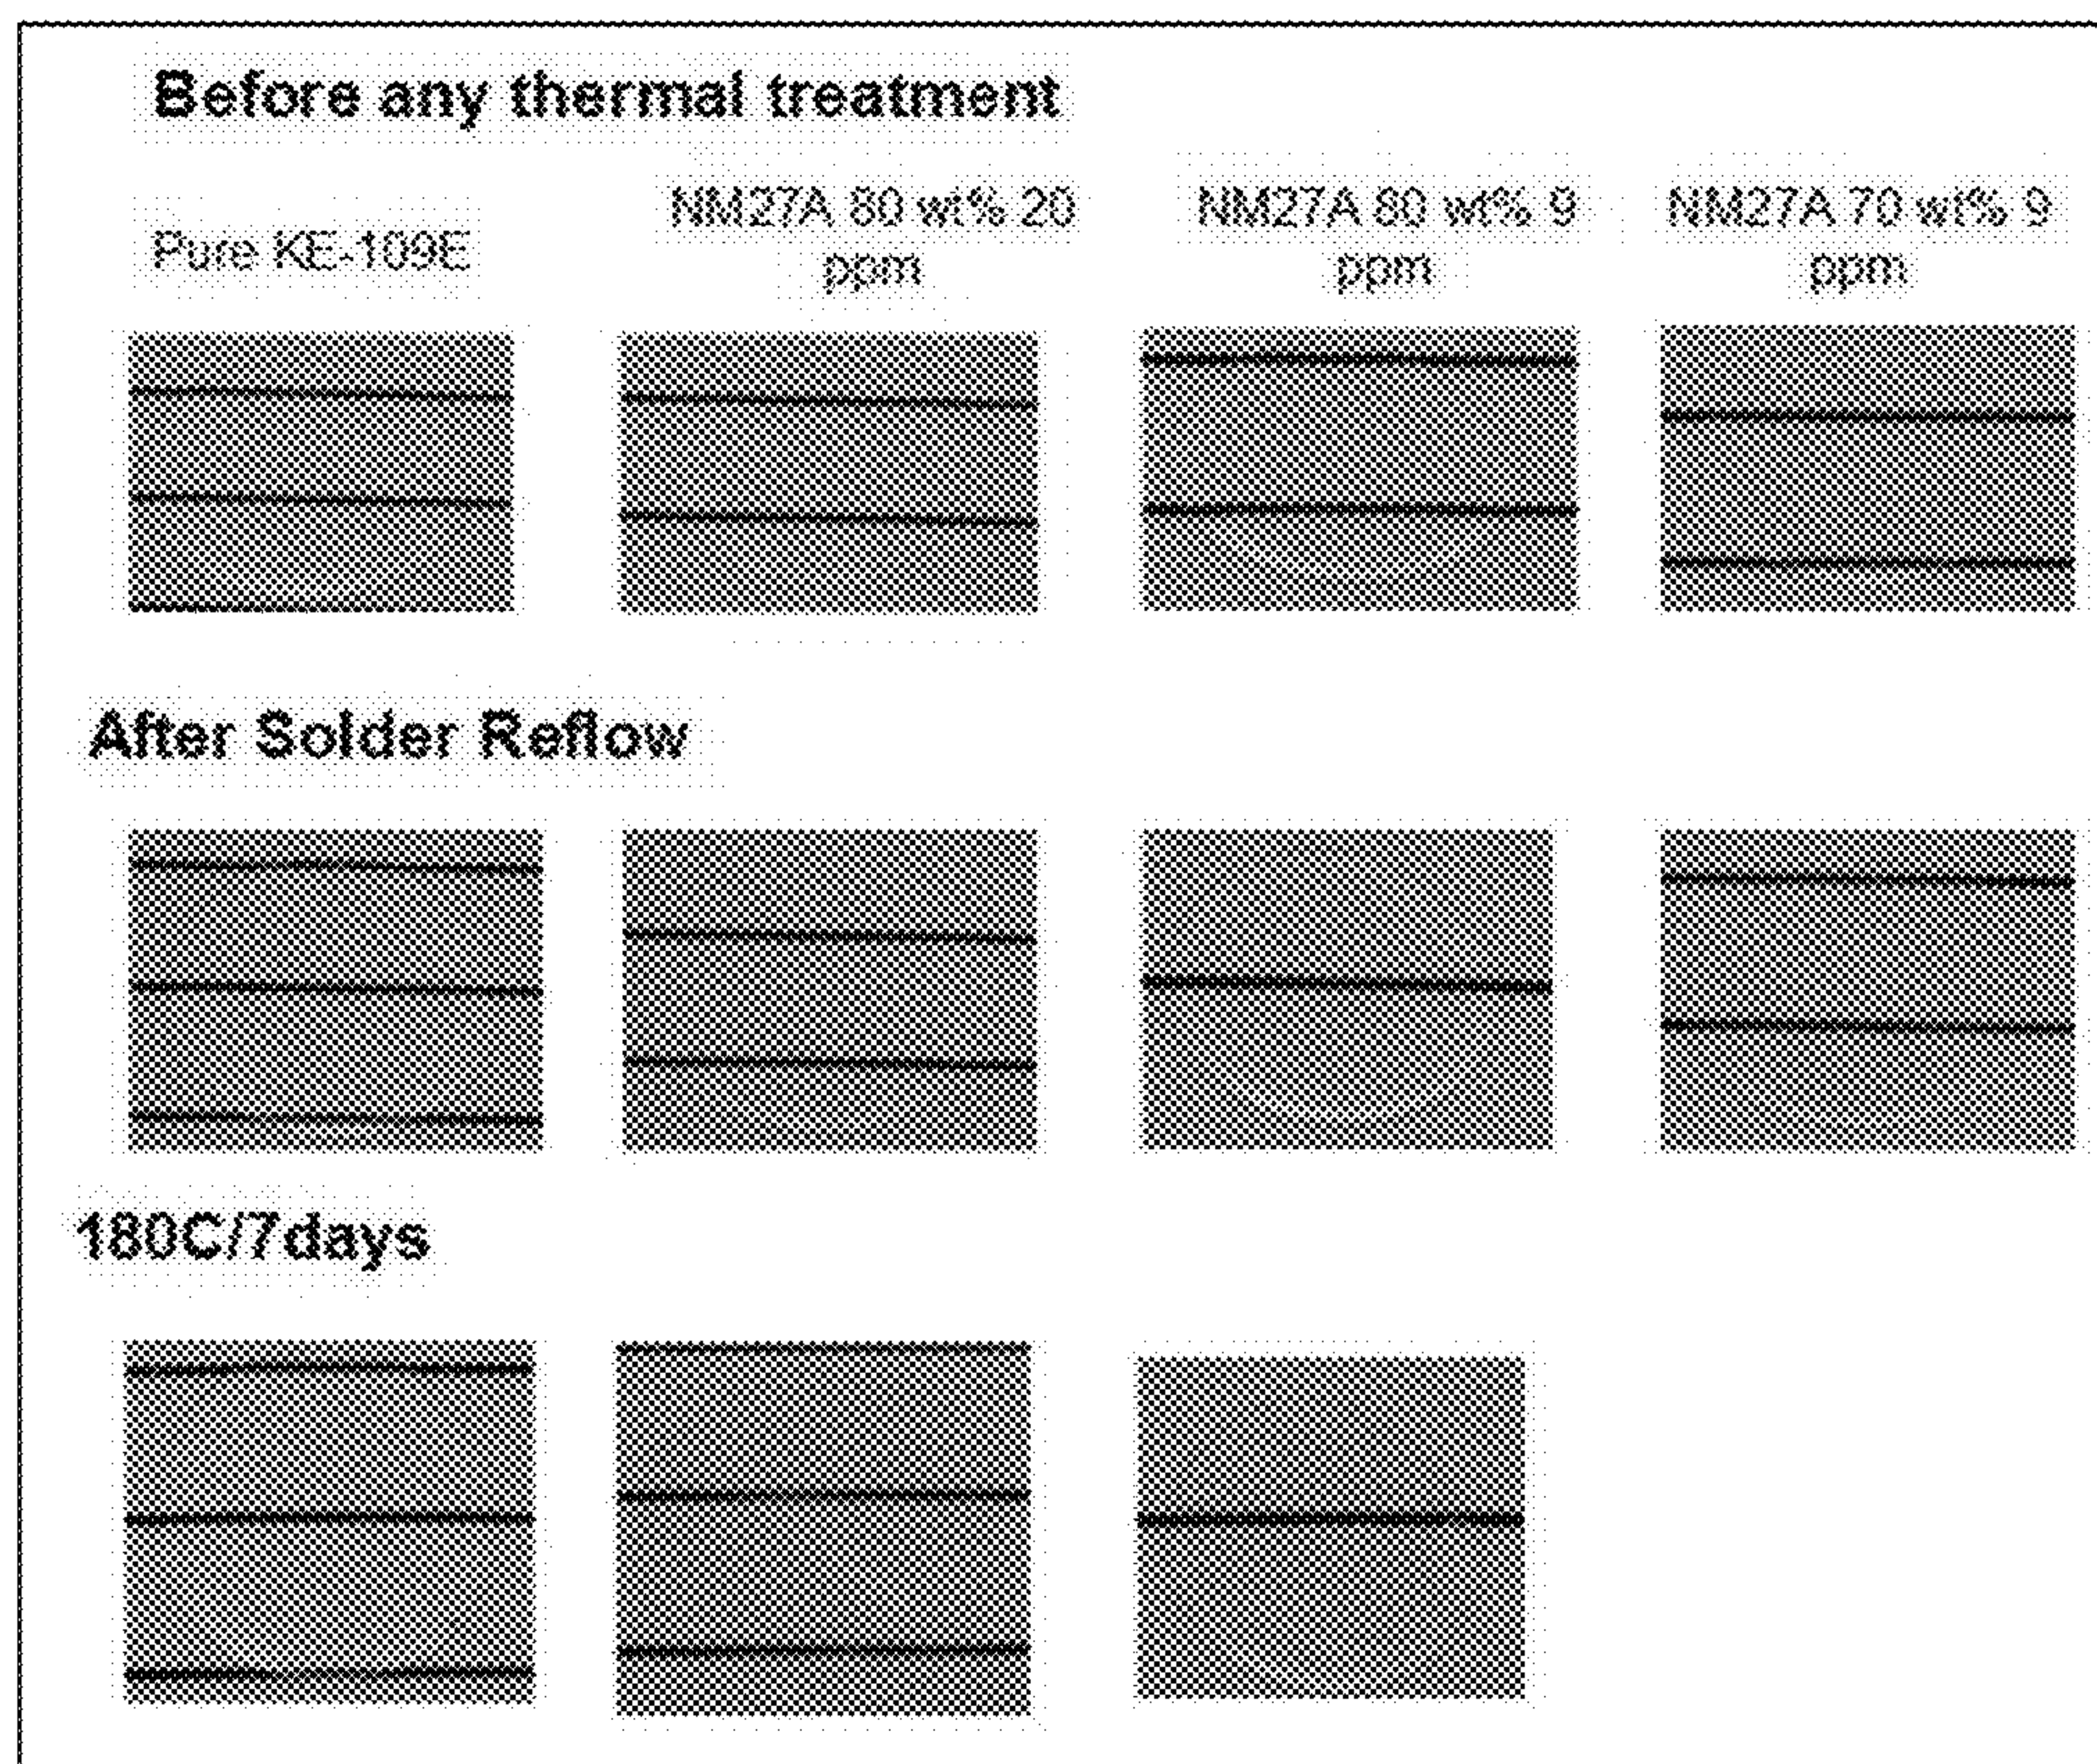 Before any thermal treatment
Pure KE-109E
NM27A 80 wt% 20
ppm
NM27A 80 wt% 9
ppm
NM27A 70 wt% 9
ppm
After Solder Reflow
180C/7days